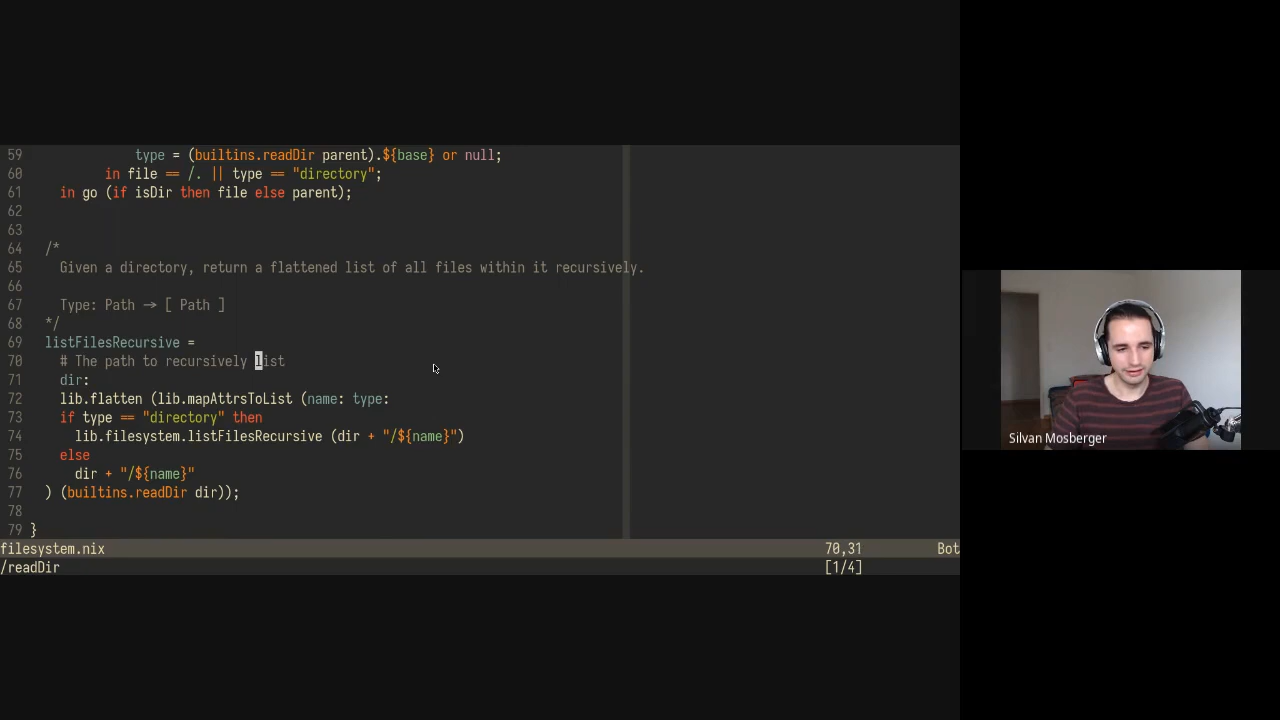 59 type = (builtins.readDir parent).${base} or null;
60 in file == /. || type == "directory";
61 in go (if isDir then file else parent);
62
63
64 /*
65 Given a directory, return a flattened list of all files within it recursively.
66
67 Type: Path -> [ Path ]
68 */
69 listFilesRecursive =
70 # The path to recursively list
71 dir:
72 lib.flatten (lib.mapAttrsToList (name: type:
73 if type == "directory" then
74 lib.filesystem.listFilesRecursive (dir + "/${name}")
75 else
76 dir + "/${name}"
77 ) (builtins.readDir dir));
78
79 }
filesystem.nix 70,31 Bot
/readDir [1/4]
Silvan Mosberger